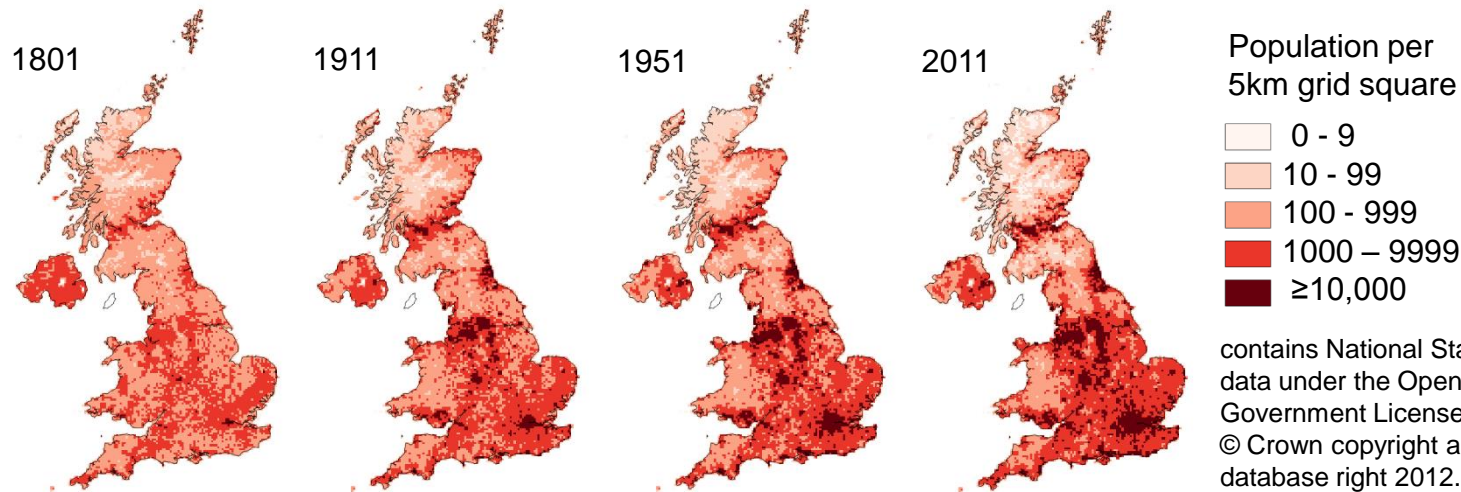 1801
1911
1951
2011
Population per
5km grid square
0 - 9
10 - 99
100 - 999
1000 – 9999
≥10,000
contains National Sta
data under the Open
Government License
© Crown copyright a
database right 2012.